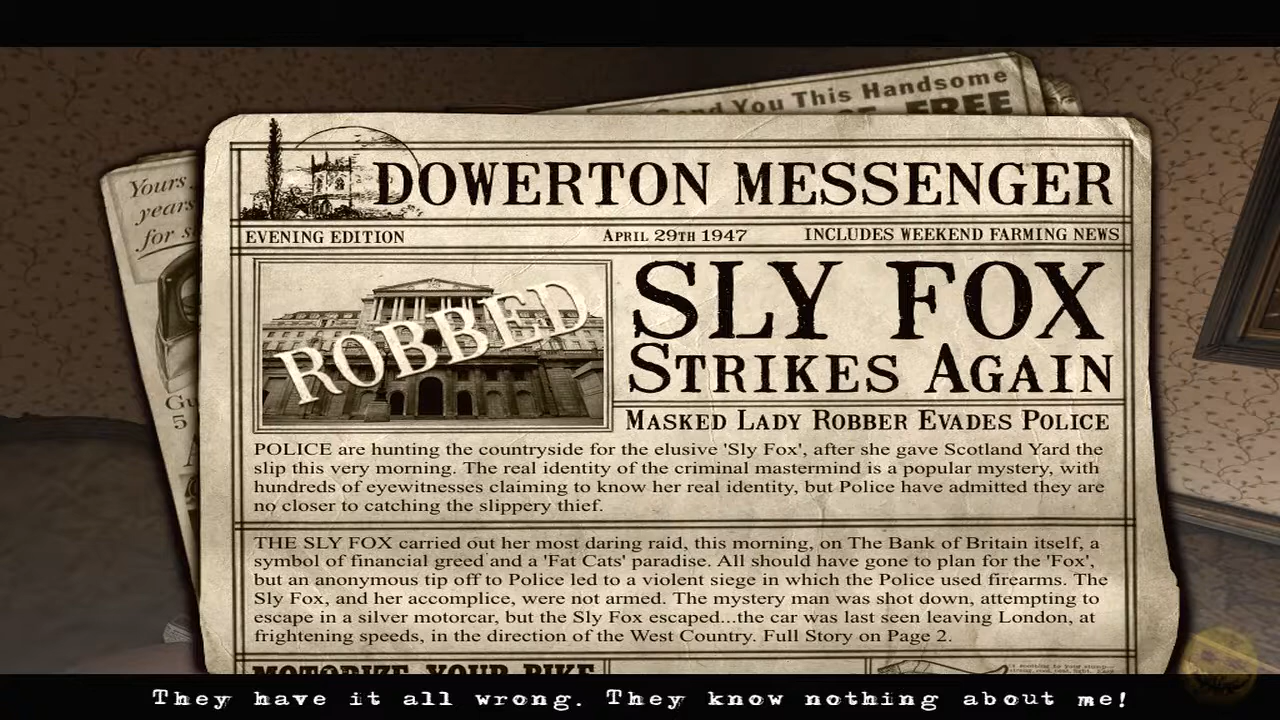 Send You This Handsome
FREE
Yours
years
for s
DOWERTON MESSENGER
EVENING EDITION
APRIL 29TH 1947
INCLUDES WEEKEND FARMING NEWS
ROBBED
SLY FOX
STRIKES AGAIN
MASKED LADY ROBBER EVADES POLICE
POLICE are hunting the countryside for the elusive 'Sly Fox', after she gave Scotland Yard the
slip this very morning. The real identity of the criminal mastermind is a popular mystery, with
hundreds of eyewitnesses claiming to know her real identity, but Police have admitted they are
no closer to catching the slippery thief.
Gu
5
THE SLY FOX carried out her most daring raid, this morning, on The Bank of Britain itself, a
symbol of financial greed and a 'Fat Cats' paradise. All should have gone to plan for the 'Fox',
but an anonymous tip off to Police led to a violent siege in which the Police used firearms. The
Sly Fox, and her accomplice, were not armed. The mystery man was shot down, attempting to
escape in a silver motorcar, but the Sly Fox escaped...the car was last seen leaving London, at
frightening speeds, in the direction of the West Country. Full Story on Page 2.
MOTORIZE YOUR BIKE
They have it all wrong. They know nothing about me!